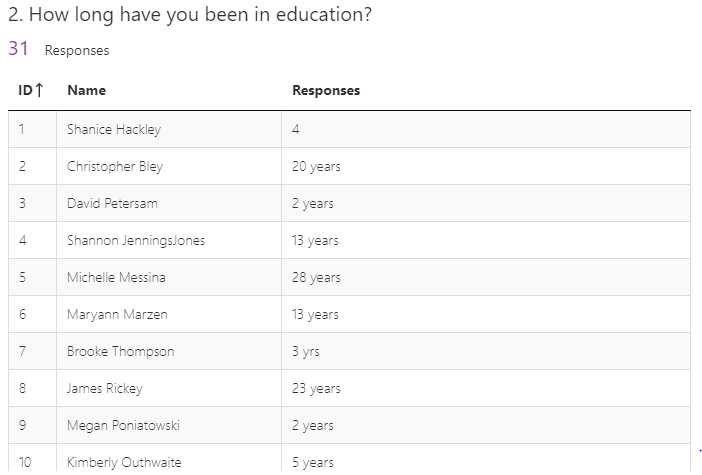 2. How long have you been in education?
31 Responses
ID↑ Name Responses
1 Shanice Hackley 4
2 Christopher Bley 20 years
3 David Petersam 2 years
4 Shannon JenningsJones 13 years
5 Michelle Messina 28 years
6 Maryann Marzen 13 years
7 Brooke Thompson 3 yrs
8 James Rickey 23 years
9 Megan Poniatowski 2 years
10 Kimberly Outhwaite 5 years